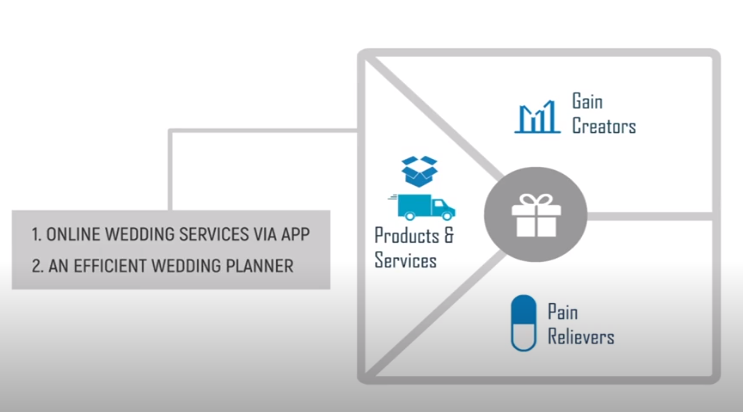 1. ONLINE WEDDING SERVICES VIA APP
2. AN EFFICIENT WEDDING PLANNER
Products &
Services
Gain
Creators
Pain
Relievers